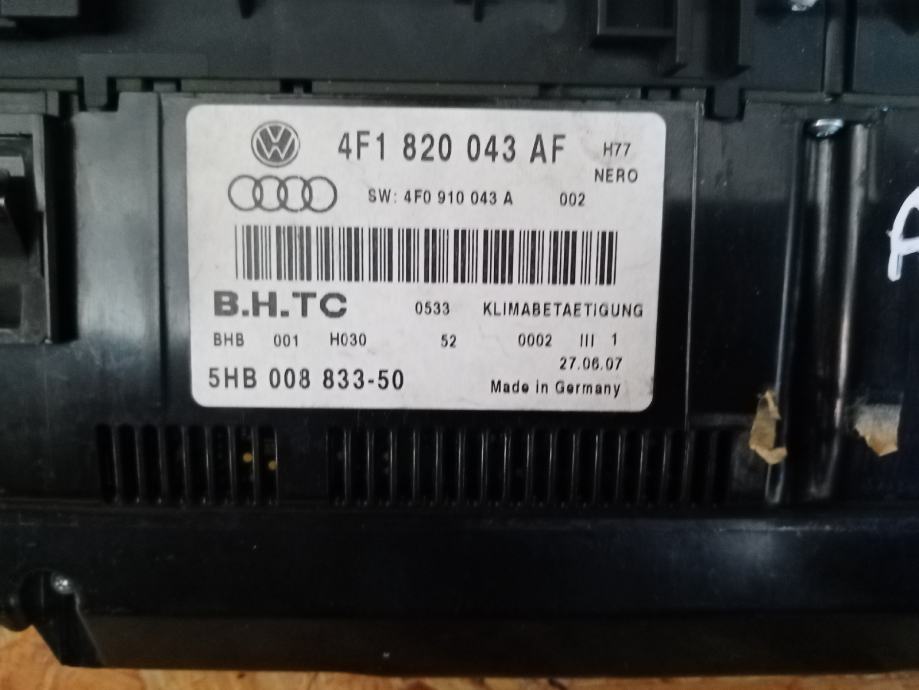 4F1 820 043 AF H77
NERO
SW: 4F0 910 043 A 002
B.H.TC 0533 KLIMABETAETIGUNG
BHB 001 H030 52 0002 III 1
27.06.07
5HB 008 833-50 Made in Germany